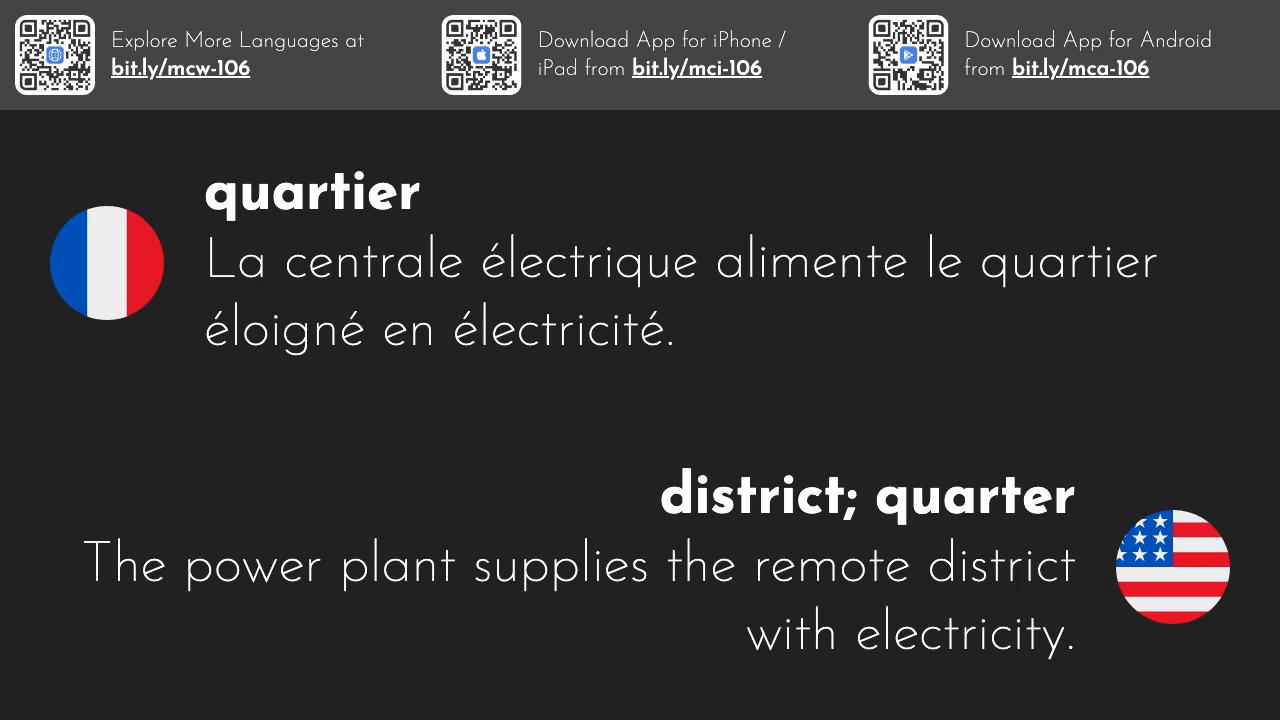 Explore More Languages at
bit.ly/mcw-106
Download App for iPhone /
iPad from bit.ly/mci-106
Download App for Android
from bit.ly/mca-106
quartier
La centrale électrique alimente le quartier
éloigné en électricité.
district; quarter
The power plant supplies the remote district
with electricity.